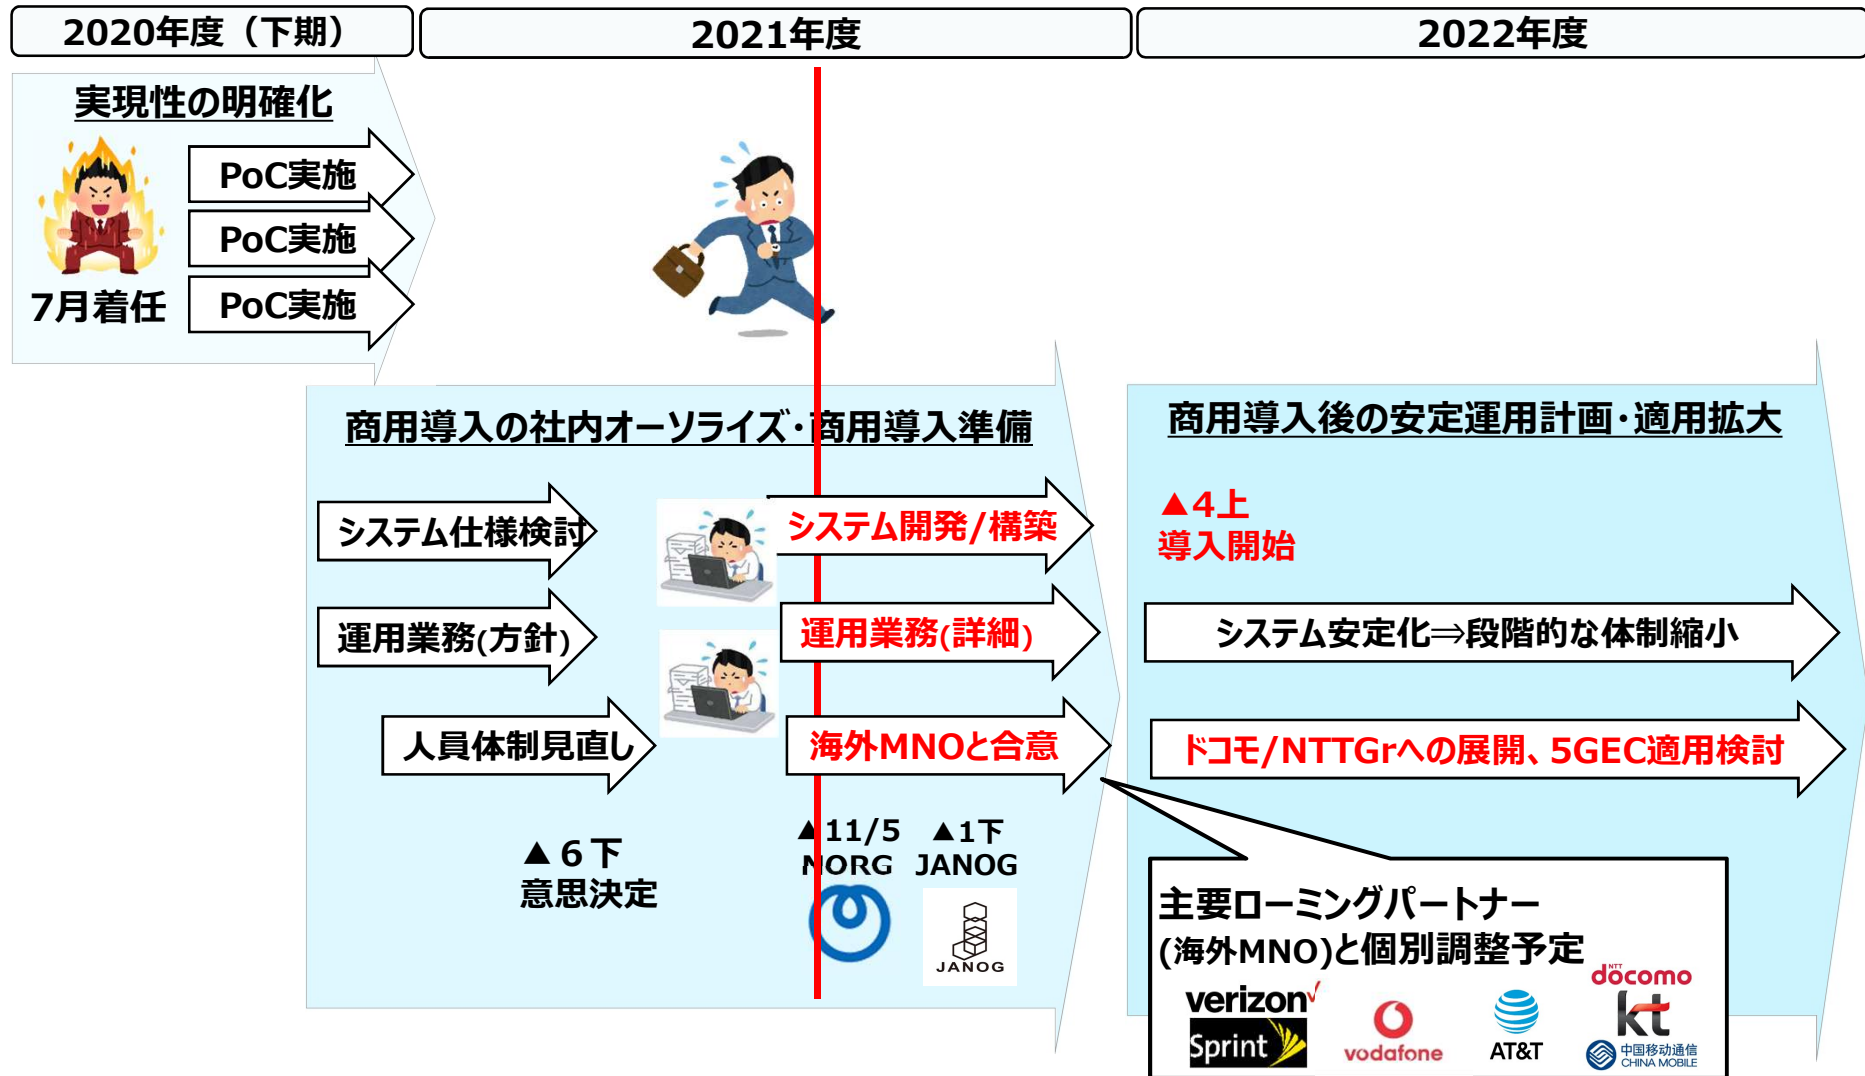 2020年度（下期）
2021年度
2022年度
実現性の明確化
PoC実施
PoC実施
PoC実施
7月着任
商用導入の社内オーソライズ・商用導入準備
システム仕様検討
システム開発/構築
運用業務(方針)
運用業務(詳細)
人員体制見直し
海外MNOと合意
▲６下
意思決定
▲11/5
NORG
▲1下
JANOG
JANOG
商用導入後の安定運用計画・適用拡大
▲4上
導入開始
システム安定化⇒段階的な体制縮小
ドコモ/NTTGrへの展開、5GEC適用検討
主要ローミングパートナー
(海外MNO)と個別調整予定
verizon
Sprint
vodafone
AT&T
NTT
döcomo
kt
中国移动通信
CHINA MOBILE